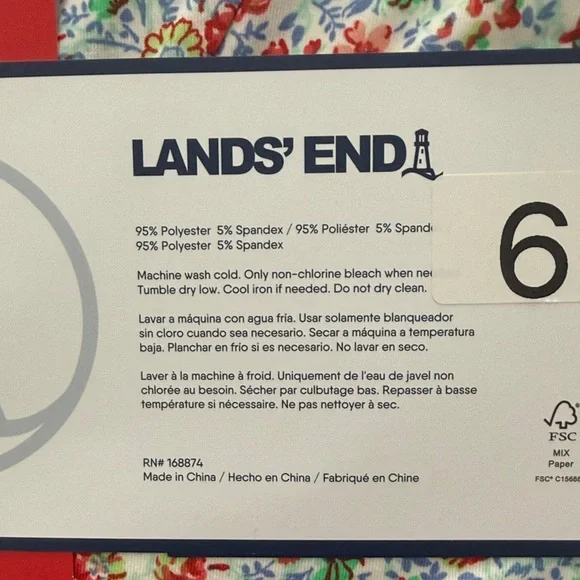 LANDS' END
6
95% Polyester 5% Spandex / 95% Poliéster 5%
95% Polyester 5% Spandex
Machine wash cold. Only non-chlorine bleach when
Tumble dry low. Cool iron if needed. Do not dry clean.
Lavar a máquina con agua fría. Usar solamente blanqueador
sin cloro cuando sea necesario. Secar a máquina a temperatura
baja. Planchar en frio si es necesario. No lavar en seco.
Laver à la machine à froid. Uniquement de l'eau de javel non
chlorée au besoin. Sécher par culbutage bas. Repasser à basse
température si nécessaire. Ne pas nettoyer à sec.
RN# 168874
Made in China / Hecho en China / Fabriqué en Chine
FSC
MIX
Paper
FSC®